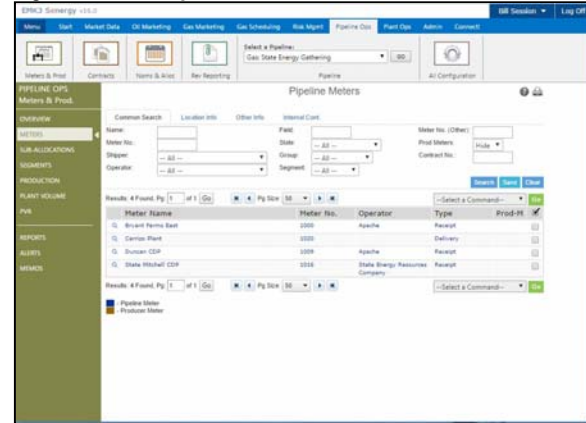 EMK3 Senergy v16.0 Bill Session Log Off
Menu Start Market Data Oil Marketing Gas Marketing Gas Scheduling Risk Mgmt Pipeline Ops Plant Ops Admin Connect!
Select a Pipeline:
Gas: State Energy Gathering GO
Meters & Prod Contracts Noms & Alloc Rev Reporting Pipeline Al Configuration
PIPELINE OPS
Meters & Prod.
Pipeline Meters
OVERVIEW
METERS
SUB-ALLOCATIONS
SEGMENTS
PRODUCTION
PLANT VOLUME
PVR
REPORTS
ALERTS
MEMOS
Common Search Location Info Other Info Internal Cont.
Name: Field: Meter No. (Other):
Meter No.: State: -- All -- Prod Meters Hide
Shipper: -- All -- Group: -- All -- Contract No.:
Operator: -- All -- Segment: -- All --
Search Save Clear
Results: 4 Found, Pg 1 of 1 Go Pg Size 50 --Select a Command-- Go
Meter Name Meter No. Operator Type Prod-M
Bryant Farms East 1000 Apache Receipt
Carrizo Plant 1020 Delivery
Duncan CDP 1009 Apache Receipt
State Mitchell CDP 1016 State Energy Resources Company Receipt
Results: 4 Found, Pg 1 of 1 Go Pg Size 50 --Select a Command-- Go
- Pipeline Meter
- Producer Meter